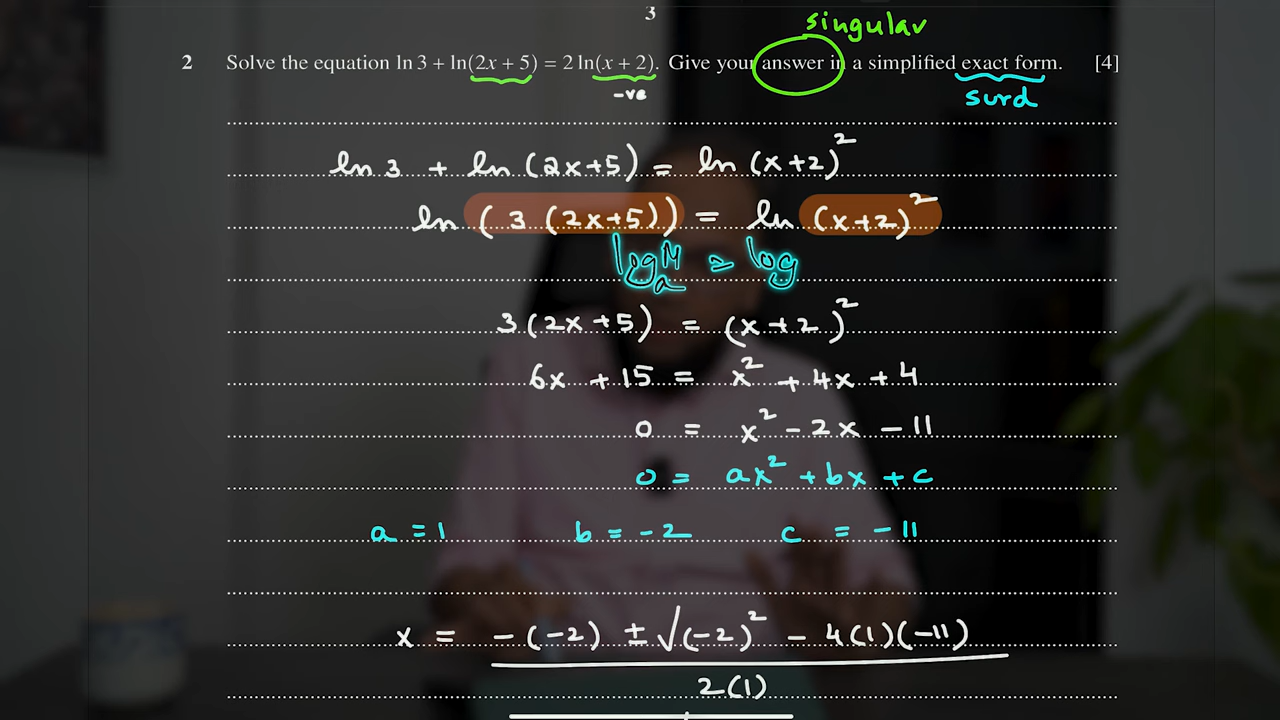 3
singular
2 Solve the equation ln 3 + ln(2x + 5) = 2 ln(x + 2). Give your answer in a simplified exact form. [4]
-ve surd
ln 3 + ln (2x+5) = ln (x+2)²
ln (3 (2x+5)) = ln (x+2)²
logₐM = log
3(2x+5) = (x+2)²
6x + 15 = x² + 4x + 4
0 = x² - 2x - 11
0 = ax² + bx + c
a = 1 b = -2 c = -11
x = -(-2) ± √(-2)² - 4(1)(-11)
2(1)